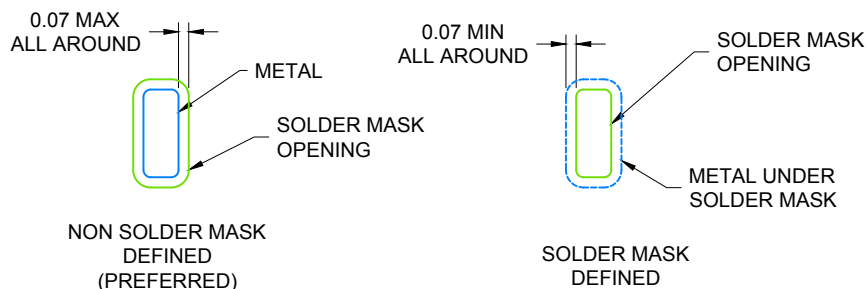 0.07 MAX
ALL AROUND
METAL
SOLDER MASK
OPENING
NON SOLDER MASK
DEFINED
(PREFERRED)
0.07 MIN
ALL AROUND
SOLDER MASK
OPENING
METAL UNDER
SOLDER MASK
SOLDER MASK
DEFINED